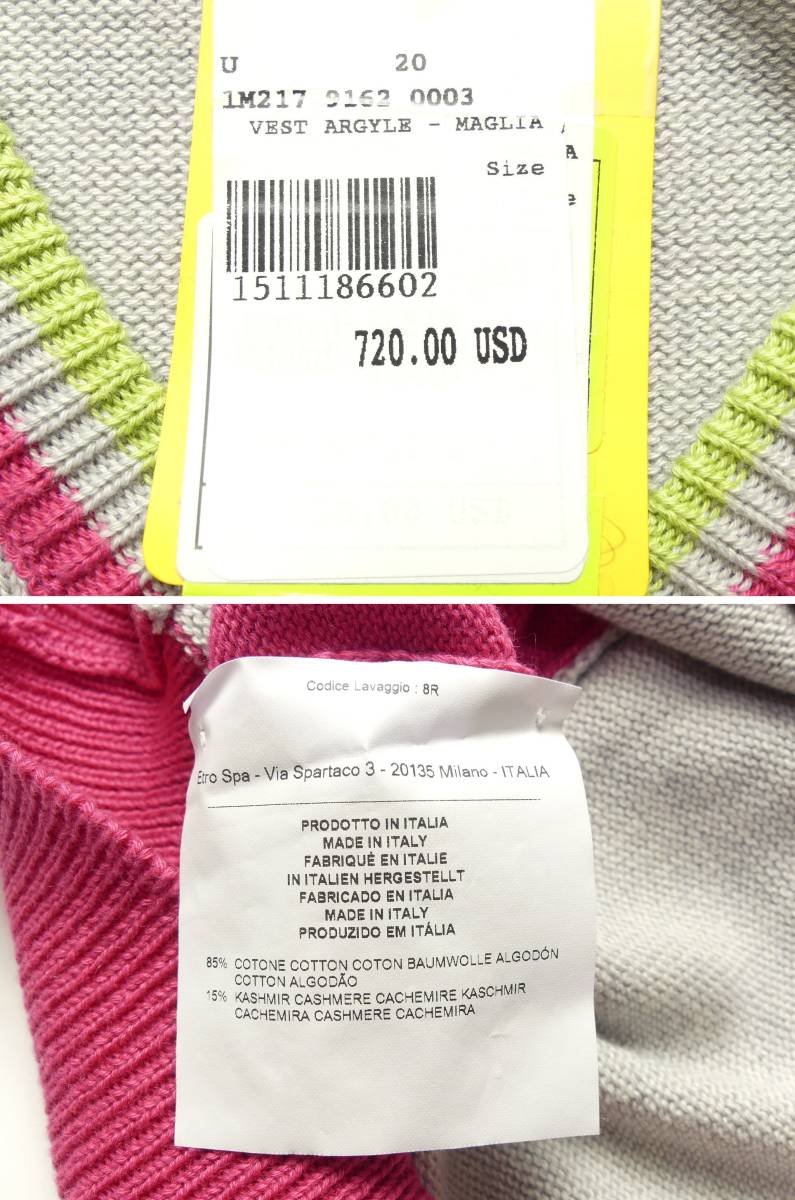 U 20
1M217 9162 0003
VEST ARGYLE - MAGLIA /
A
Size
e
1511186602
720.00 USD
Codice Lavaggio : 8R
Etro Spa - Via Spartaco 3 - 20135 Milano - ITALIA
PRODOTTO IN ITALIA
MADE IN ITALY
FABRIQUÉ EN ITALIE
IN ITALIEN HERGESTELLT
FABRICADO EN ITALIA
MADE IN ITALY
PRODUZIDO EM ITÁLIA
85% COTONE COTTON COTON BAUMWOLLE ALGODÓN
COTTON ALGODÃO
15% KASHMIR CASHMERE CACHEMIRE KASCHMIR
CACHEMIRA CASHMERE CACHEMIRA